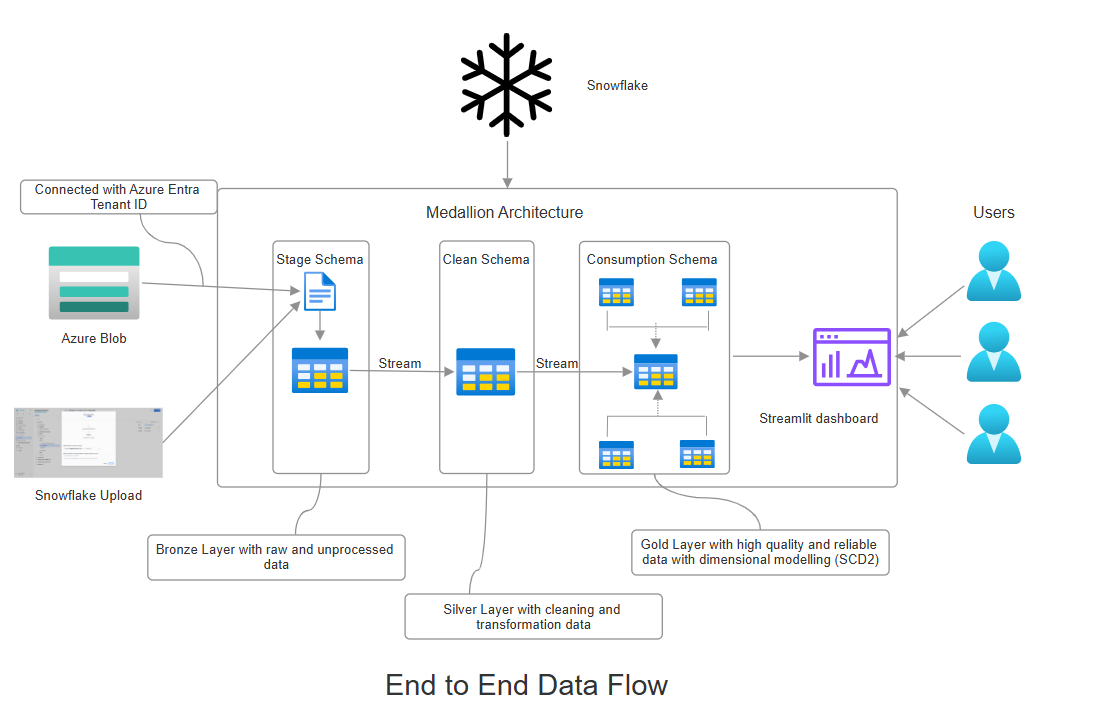 Snowflake
Connected with Azure Entra
Tenant ID
Medallion Architecture
Users
Stage Schema
Clean Schema
Consumption Schema
Azure Blob
Stream
Stream
Streamlit dashboard
Snowflake Upload
Bronze Layer with raw and unprocessed
data
Gold Layer with high quality and reliable
data with dimensional modelling (SCD2)
Silver Layer with cleaning and
transformation data
End to End Data Flow